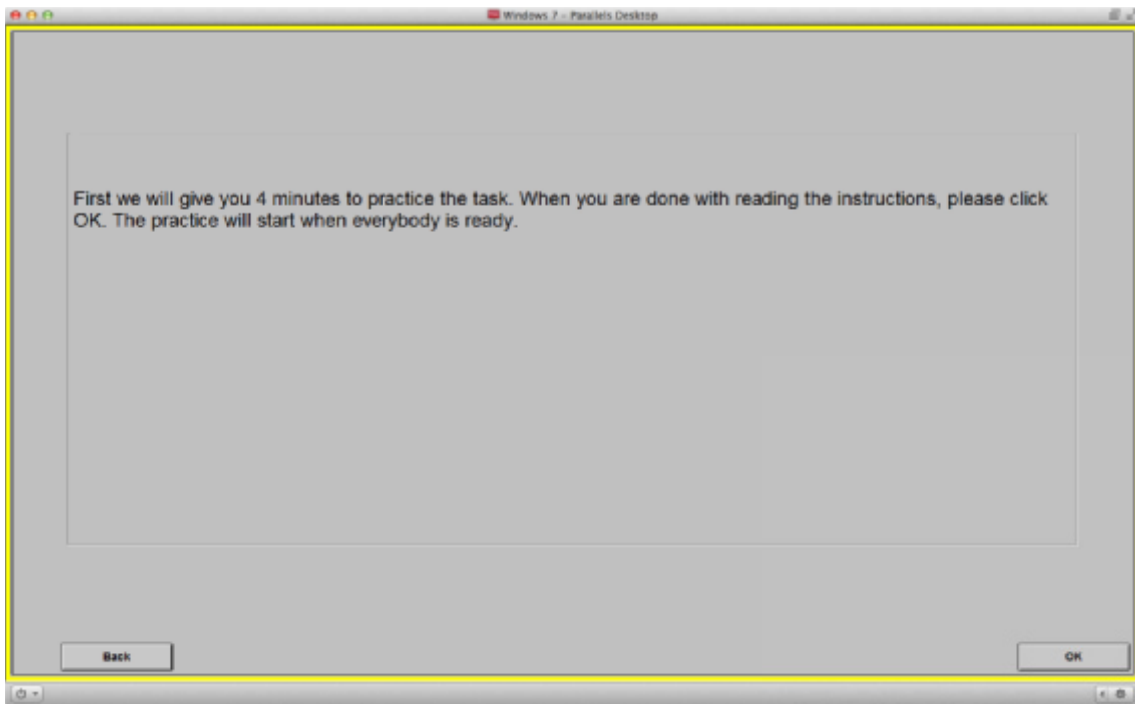 Windows 7 - Parallels Desktop
First we will give you 4 minutes to practice the task. When you are done with reading the instructions, please click
OK. The practice will start when everybody is ready.
Back
OK